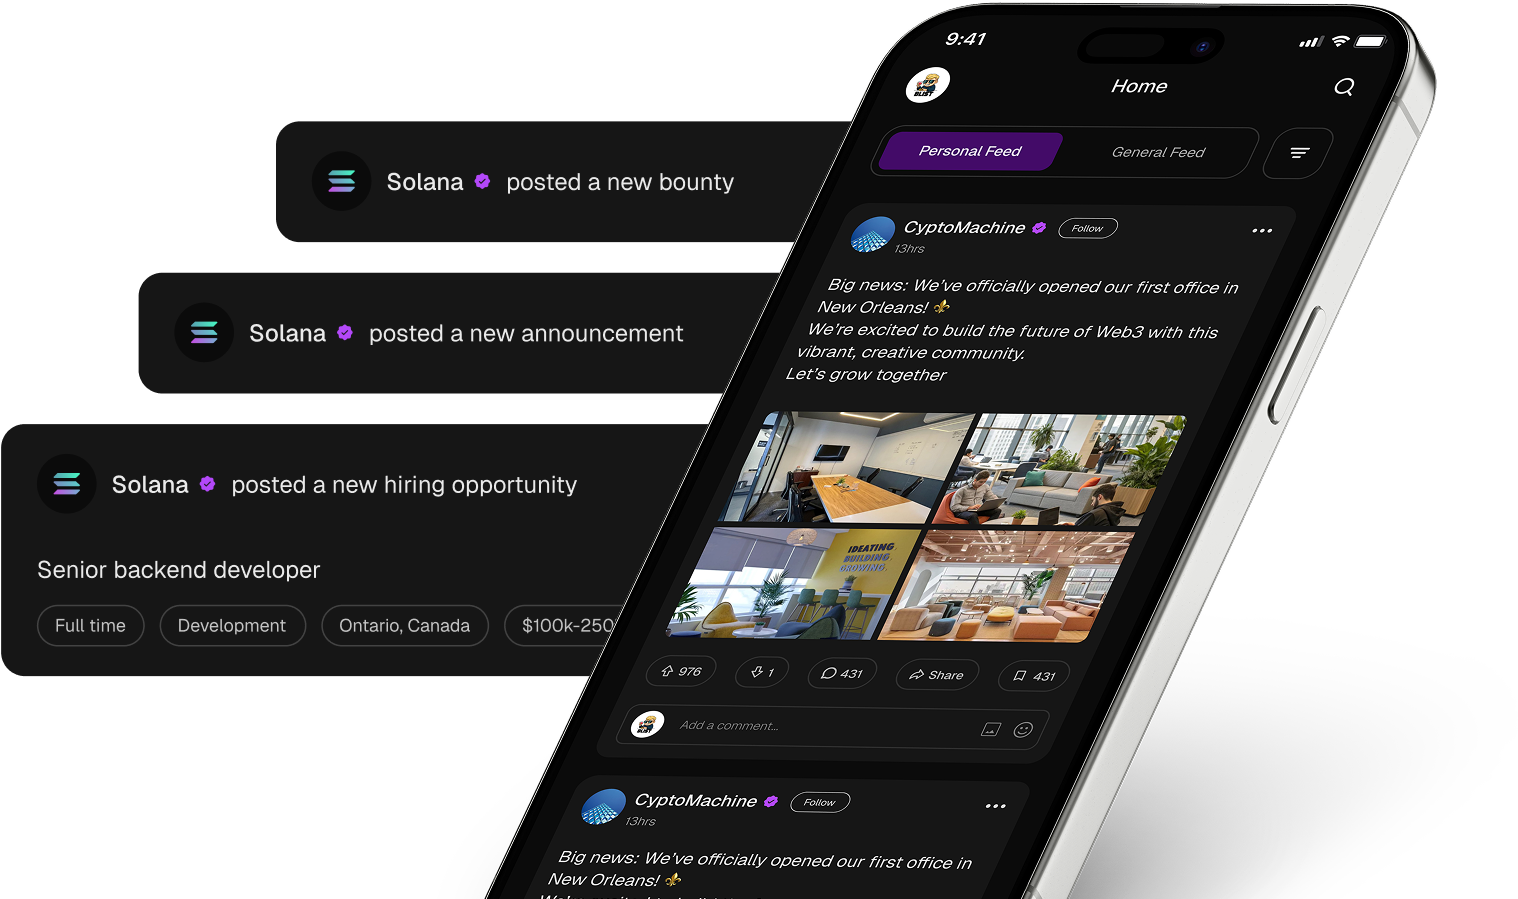 Solana posted a new bounty
Solana posted a new announcement
Solana posted a new hiring opportunity
Senior backend developer
Full time
Development
Ontario, Canada
$100k-250
9:41
BLIST
Home
Personal Feed
General Feed
CyptoMachine
Follow
13hrs
Big news: We've officially opened our first office in
New Orleans! ⚜️
We're excited to build the future of Web3 with this
vibrant, creative community.
Let's grow together
IDEATING.
BUILDING.
GROWING.
976
1
431
Share
431
BLIST
Add a comment...
CyptoMachine
Follow
13hrs
Big news: We've officially opened our first office in
New Orleans! ⚜️